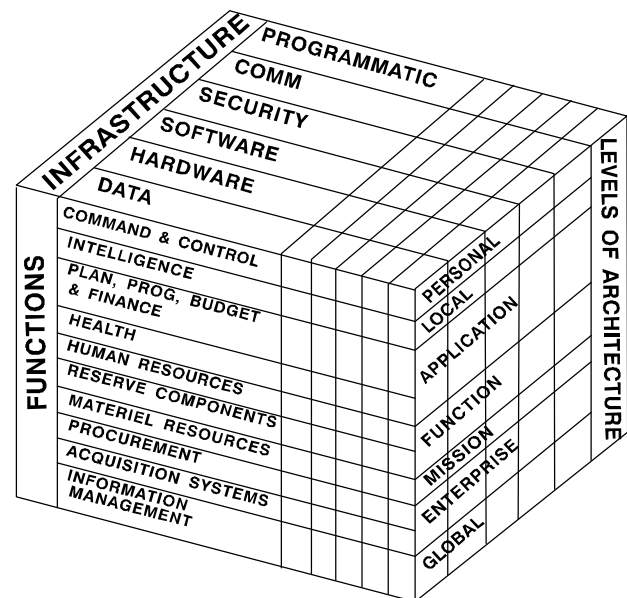 INFRASTRUCTURE
PROGRAMMATIC
COMM
SECURITY
SOFTWARE
HARDWARE
DATA
FUNCTIONS
COMMAND & CONTROL
INTELLIGENCE
PLAN, PROG, BUDGET
& FINANCE
HEALTH
HUMAN RESOURCES
RESERVE COMPONENTS
MATERIEL RESOURCES
PROCUREMENT
ACQUISITION SYSTEMS
INFORMATION
MANAGEMENT
LEVELS OF ARCHITECTURE
PERSONAL
LOCAL
APPLICATION
FUNCTION
MISSION
ENTERPRISE
GLOBAL